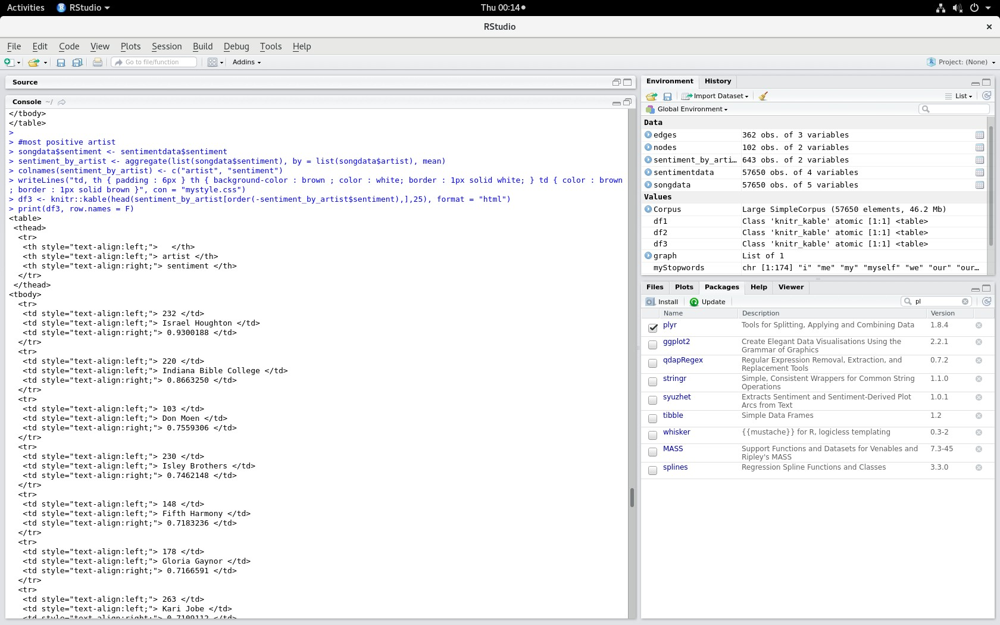 Activities RStudio Thu 00:14
RStudio
File Edit Code View Plots Session Build Debug Tools Help
Go to file/function Addins Project: (None)
Source
Console ~/
</tbody>
</table>
>
> #most positive artist
> songdata$sentiment <- sentimentdata$sentiment
> sentiment_by_artist <- aggregate(list(songdata$sentiment), by = list(songdata$artist), mean)
> colnames(sentiment_by_artist) <- c("artist", "sentiment")
> writeLines("td, th { padding : 6px } th { background-color : brown ; color : white; border : 1px solid white; } td { color : brown
; border : 1px solid brown }", con = "mystyle.css")
> df3 <- knitr::kable(head(sentiment_by_artist[order(-sentiment_by_artist$sentiment),],25), format = "html")
> print(df3, row.names = F)
<table>
<thead>
<tr>
<th style="text-align:left;">   </th>
<th style="text-align:left;"> artist </th>
<th style="text-align:right;"> sentiment </th>
</tr>
</thead>
<tbody>
<tr>
<td style="text-align:left;"> 232 </td>
<td style="text-align:left;"> Israel Houghton </td>
<td style="text-align:right;"> 0.9300188 </td>
</tr>
<tr>
<td style="text-align:left;"> 220 </td>
<td style="text-align:left;"> Indiana Bible College </td>
<td style="text-align:right;"> 0.8663250 </td>
</tr>
<tr>
<td style="text-align:left;"> 103 </td>
<td style="text-align:left;"> Don Moen </td>
<td style="text-align:right;"> 0.7559306 </td>
</tr>
<tr>
<td style="text-align:left;"> 230 </td>
<td style="text-align:left;"> Isley Brothers </td>
<td style="text-align:right;"> 0.7462148 </td>
</tr>
<tr>
<td style="text-align:left;"> 148 </td>
<td style="text-align:left;"> Fifth Harmony </td>
<td style="text-align:right;"> 0.7183236 </td>
</tr>
<tr>
<td style="text-align:left;"> 178 </td>
<td style="text-align:left;"> Gloria Gaynor </td>
<td style="text-align:right;"> 0.7166591 </td>
</tr>
<tr>
<td style="text-align:left;"> 263 </td>
<td style="text-align:left;"> Kari Jobe </td>
<td style="text-align:right;"> 0.7109112 </td>
Environment History
Import Dataset List
Global Environment
Data
edges 362 obs. of 3 variables
nodes 102 obs. of 2 variables
sentiment_by_arti… 643 obs. of 2 variables
sentimentdata 57650 obs. of 4 variables
songdata 57650 obs. of 5 variables
Values
Corpus Large SimpleCorpus (57650 elements, 46.2 Mb)
df1 Class 'knitr_kable' atomic [1:1] <table>
df2 Class 'knitr_kable' atomic [1:1] <table>
df3 Class 'knitr_kable' atomic [1:1] <table>
graph List of 1
myStopwords chr [1:174] "i" "me" "my" "myself" "we" "our" "our…
Files Plots Packages Help Viewer
Install Update pl
Name Description Version
plyr Tools for Splitting, Applying and Combining Data 1.8.4
ggplot2 Create Elegant Data Visualisations Using the 2.2.1
Grammar of Graphics
qdapRegex Regular Expression Removal, Extraction, and 0.7.2
Replacement Tools
stringr Simple, Consistent Wrappers for Common String 1.1.0
Operations
syuzhet Extracts Sentiment and Sentiment-Derived Plot 1.0.1
Arcs from Text
tibble Simple Data Frames 1.2
whisker {{mustache}} for R, logicless templating 0.3-2
MASS Support Functions and Datasets for Venables and 7.3-45
Ripley's MASS
splines Regression Spline Functions and Classes 3.3.0